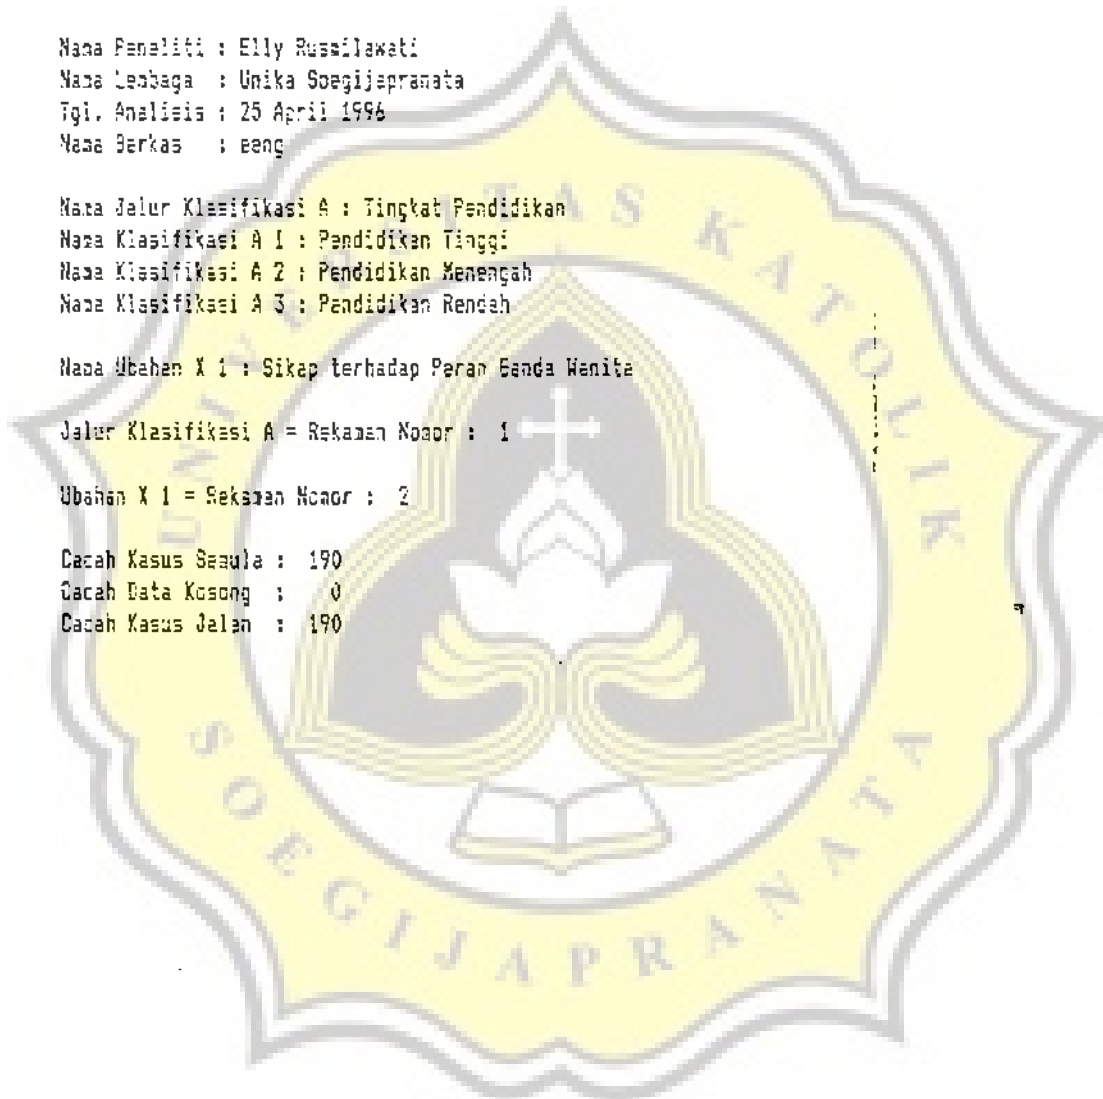 Nama Peneliti : Elly Rusmilawati
Nama Lembaga : Unika Soegijapranata
Tgl. Analisis : 25 April 1996
Nama Berkas : eeng
Nama Jalur Klasifikasi A : Tingkat Pendidikan
Nama Klasifikasi A 1 : Pendidikan Tinggi
Nama Klasifikasi A 2 : Pendidikan Menengah
Nama Klasifikasi A 3 : Pendidikan Rendah
Nama Ubahan X 1 : Sikap terhadap Peran Ganda Wanita
Jalur Klasifikasi A = Rekaman Nomor : 1
Ubahan X 1 = Rekaman Nomor : 2
Cacah Kasus Semula : 190
Cacah Data Kosong : 0
Cacah Kasus Jalan : 190
UNIVERSITAS KATOLIK
SOEGIJAPRANATA